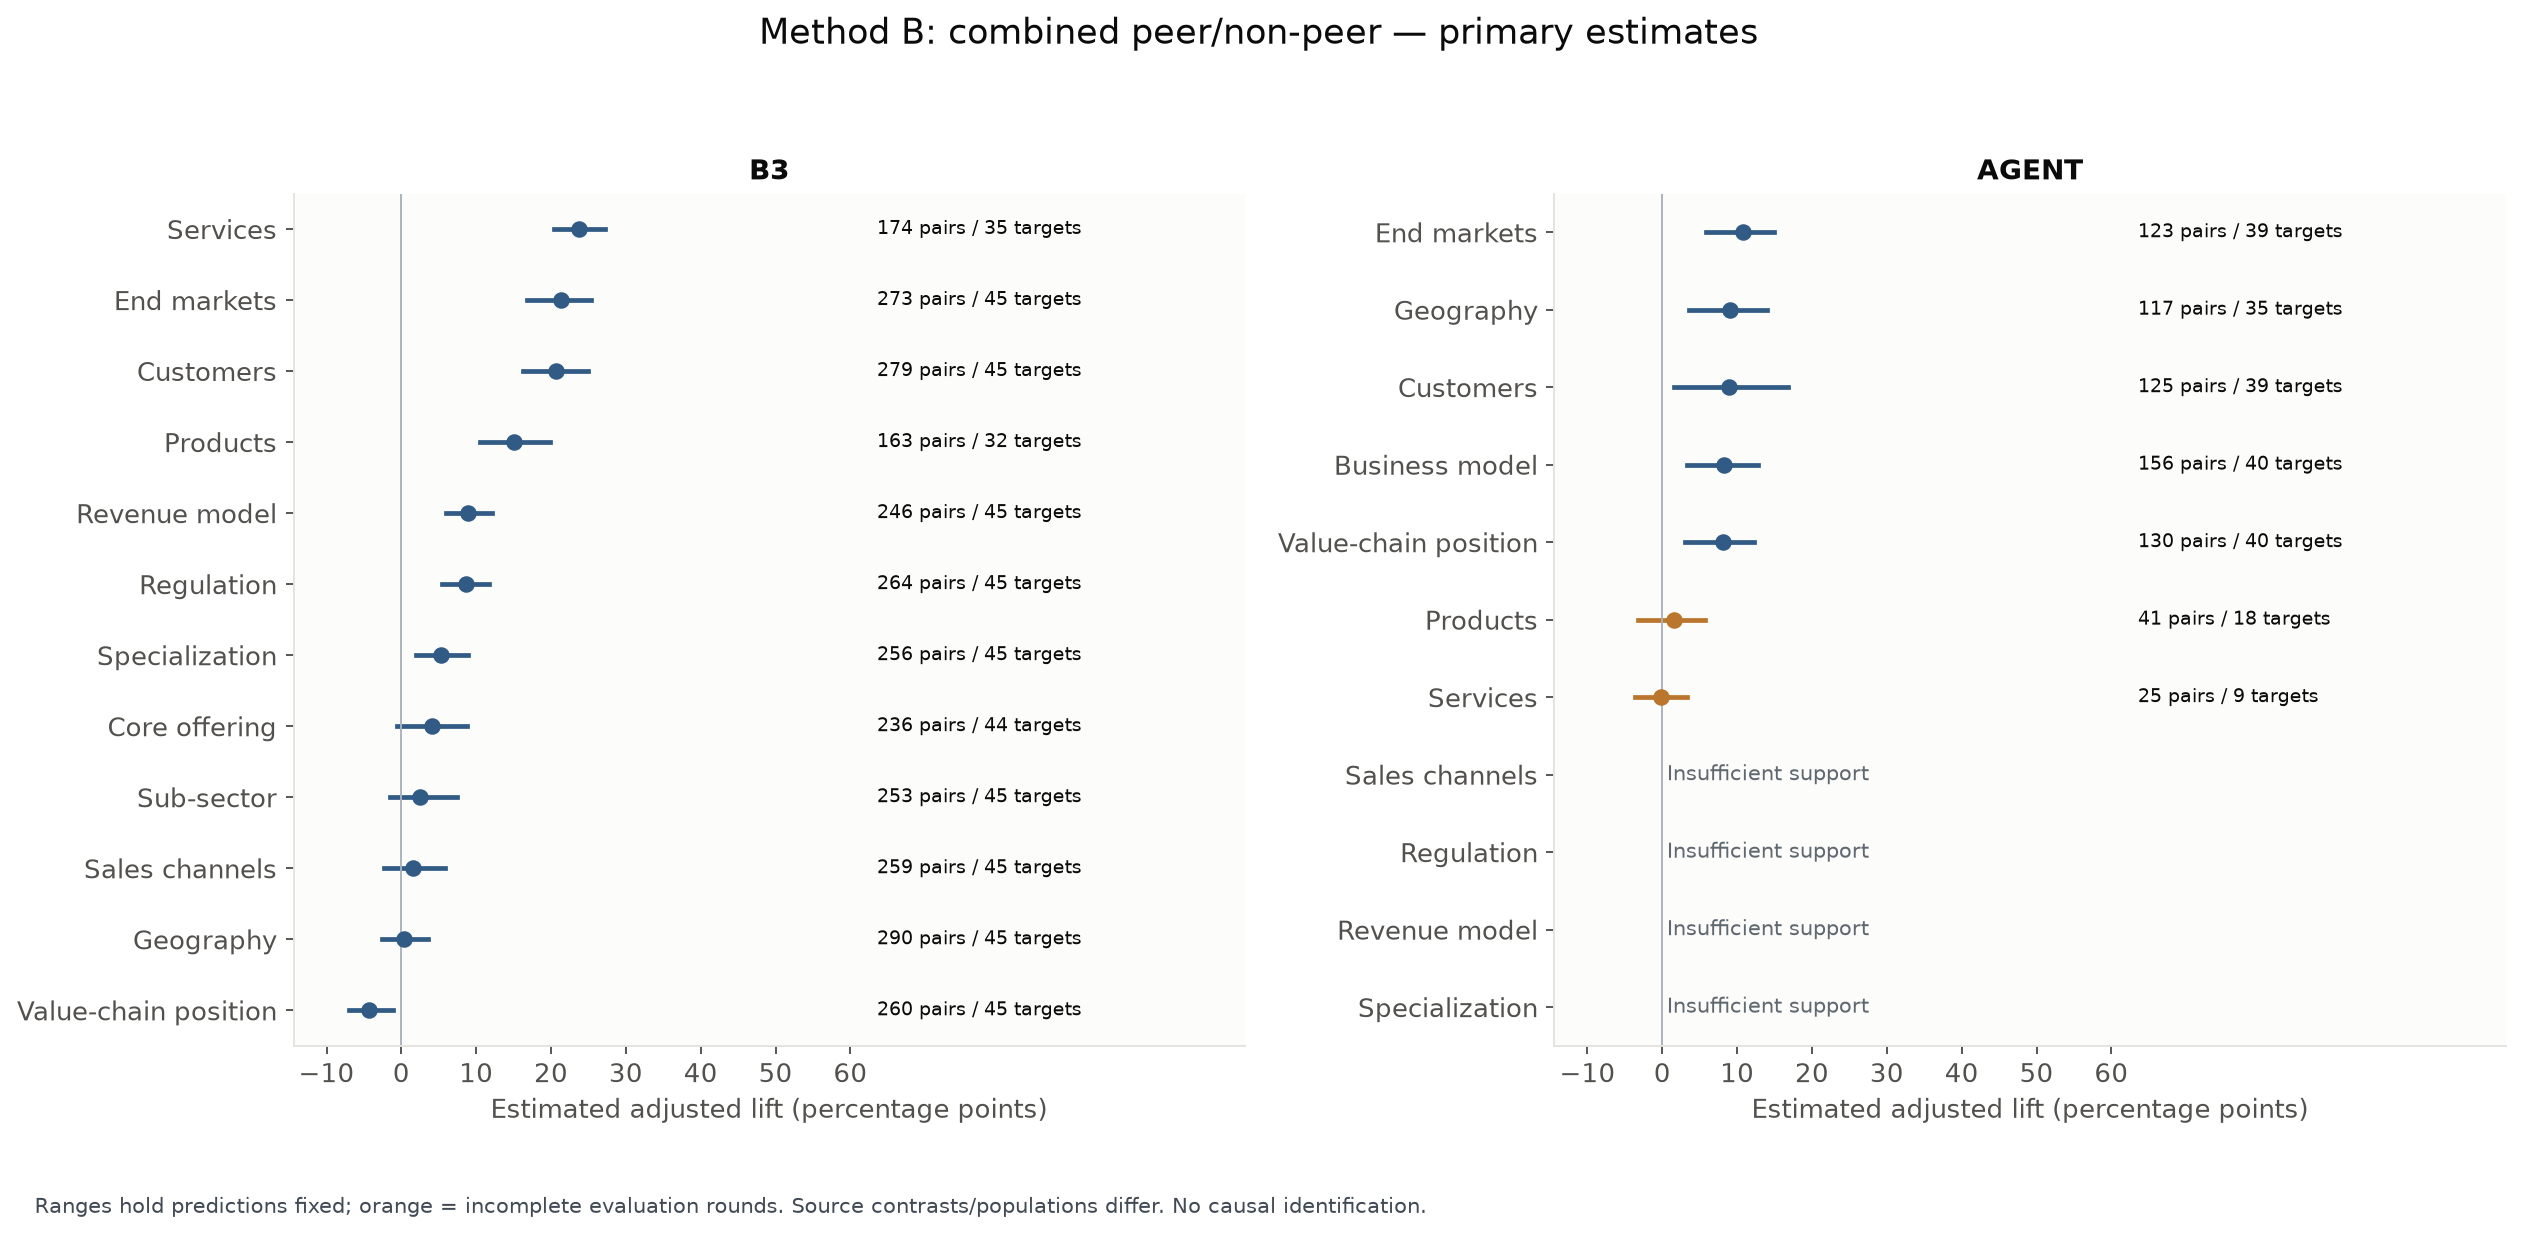 Method B: combined peer/non-peer — primary estimates
B3
Services
174 pairs / 35 targets
End markets
273 pairs / 45 targets
Customers
279 pairs / 45 targets
Products
163 pairs / 32 targets
Revenue model
246 pairs / 45 targets
Regulation
264 pairs / 45 targets
Specialization
256 pairs / 45 targets
Core offering
236 pairs / 44 targets
Sub-sector
253 pairs / 45 targets
Sales channels
259 pairs / 45 targets
Geography
290 pairs / 45 targets
Value-chain position
260 pairs / 45 targets
−10 0 10 20 30 40 50 60
Estimated adjusted lift (percentage points)
AGENT
End markets
123 pairs / 39 targets
Geography
117 pairs / 35 targets
Customers
125 pairs / 39 targets
Business model
156 pairs / 40 targets
Value-chain position
130 pairs / 40 targets
Products
41 pairs / 18 targets
Services
25 pairs / 9 targets
Sales channels
Insufficient support
Regulation
Insufficient support
Revenue model
Insufficient support
Specialization
Insufficient support
−10 0 10 20 30 40 50 60
Estimated adjusted lift (percentage points)
Ranges hold predictions fixed; orange = incomplete evaluation rounds. Source contrasts/populations differ. No causal identification.